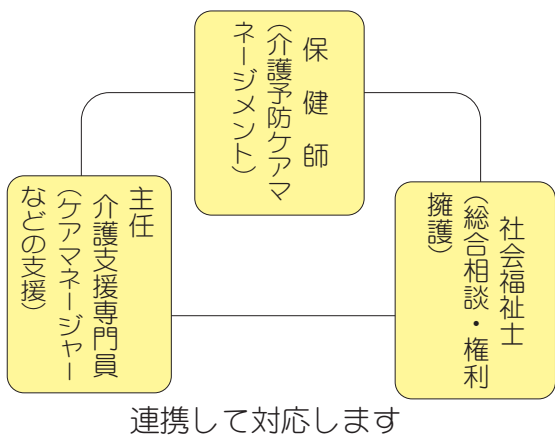 保健師
(介護予防ケアマ
ネージメント)
主任
介護支援専門員
(ケアマネージャー
などの支援)
社会福祉士
(総合相談・権利
擁護)
連携して対応します